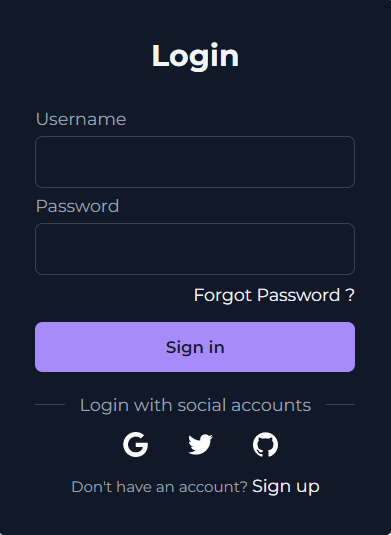 Login
Username
Password
Forgot Password ?
Sign in
Login with social accounts
Don't have an account? Sign up